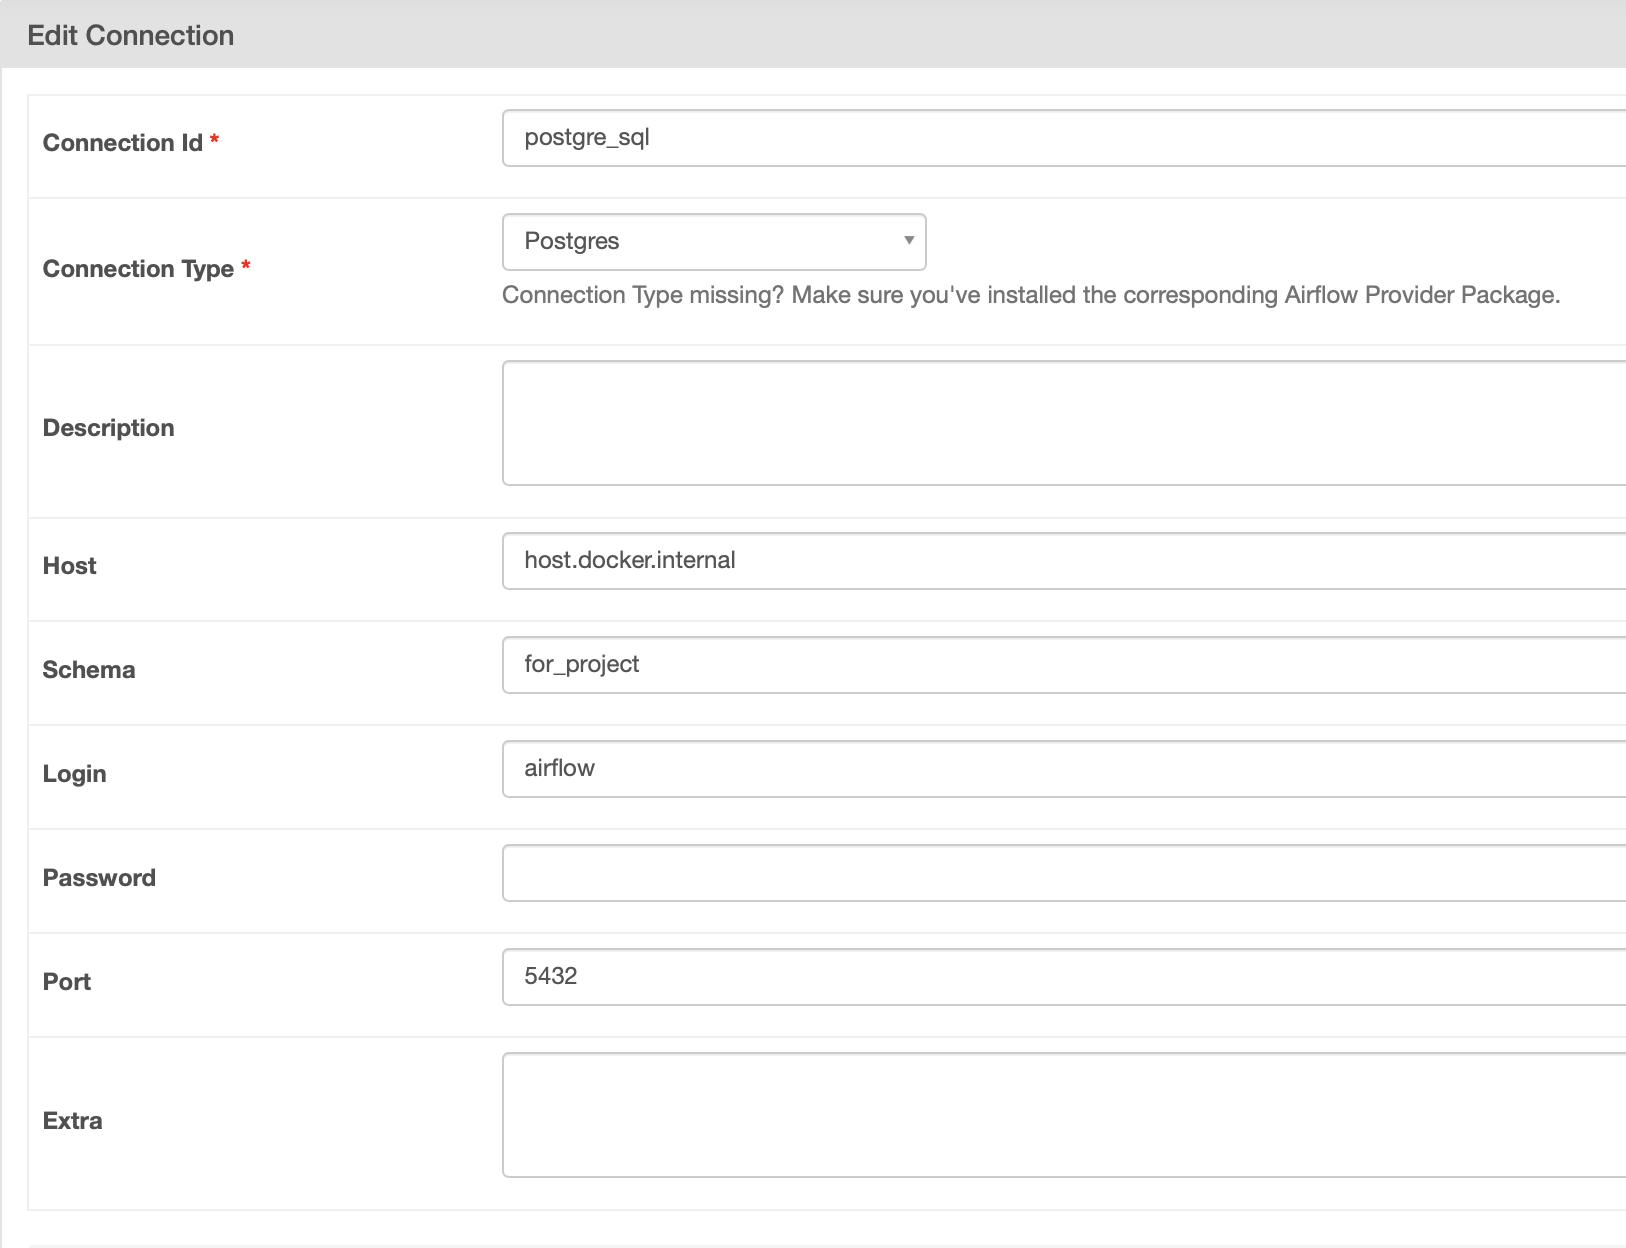 Edit Connection
Connection Id *
postgre_sql
Connection Type *
Postgres
Connection Type missing? Make sure you've installed the corresponding Airflow Provider Package.
Description
Host
host.docker.internal
Schema
for_project
Login
airflow
Password
Port
5432
Extra